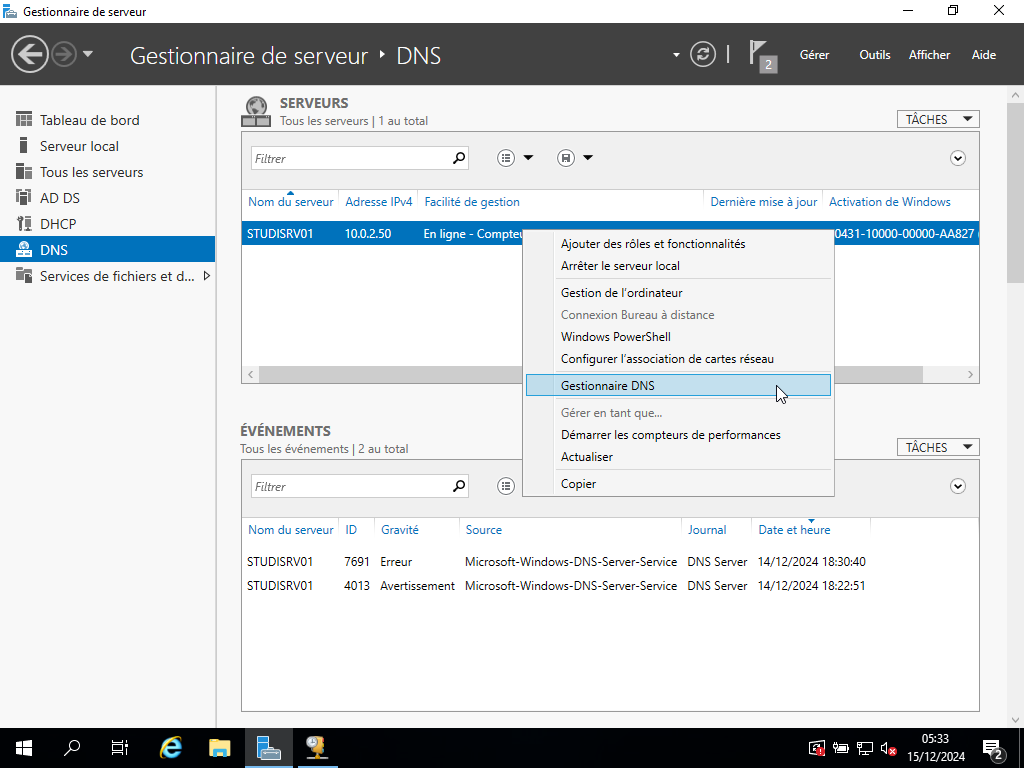 Gestionnaire de serveur
Gestionnaire de serveur ‣ DNS
2
Gérer
Outils
Afficher
Aide
Tableau de bord
Serveur local
Tous les serveurs
AD DS
DHCP
DNS
Services de fichiers et d...
SERVEURS
Tous les serveurs | 1 au total
TÂCHES
Filtrer
Nom du serveur Adresse IPv4 Facilité de gestion Dernière mise à jour Activation de Windows
STUDISRV01 10.0.2.50 En ligne - Compteu 0431-10000-00000-AA827 (
Ajouter des rôles et fonctionnalités
Arrêter le serveur local
Gestion de l'ordinateur
Connexion Bureau à distance
Windows PowerShell
Configurer l'association de cartes réseau
Gestionnaire DNS
Gérer en tant que...
Démarrer les compteurs de performances
Actualiser
Copier
ÉVÉNEMENTS
Tous les événements | 2 au total
TÂCHES
Filtrer
Nom du serveur ID Gravité Source Journal Date et heure
STUDISRV01 7691 Erreur Microsoft-Windows-DNS-Server-Service DNS Server 14/12/2024 18:30:40
STUDISRV01 4013 Avertissement Microsoft-Windows-DNS-Server-Service DNS Server 14/12/2024 18:22:51
05:33
15/12/2024
2